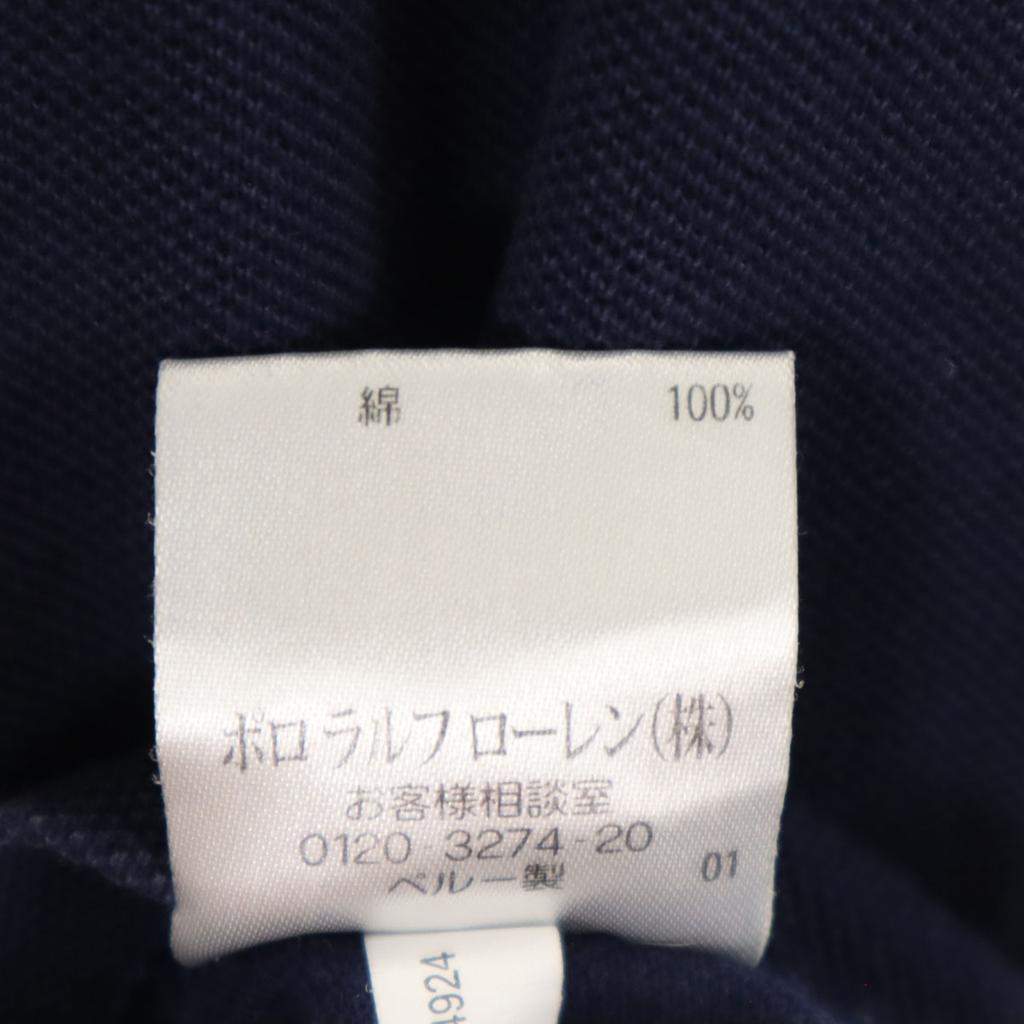 綿 100%
ポロ ラルフ ローレン(株)
お客様相談室
0120-3274-20
ペルー製 01
4924